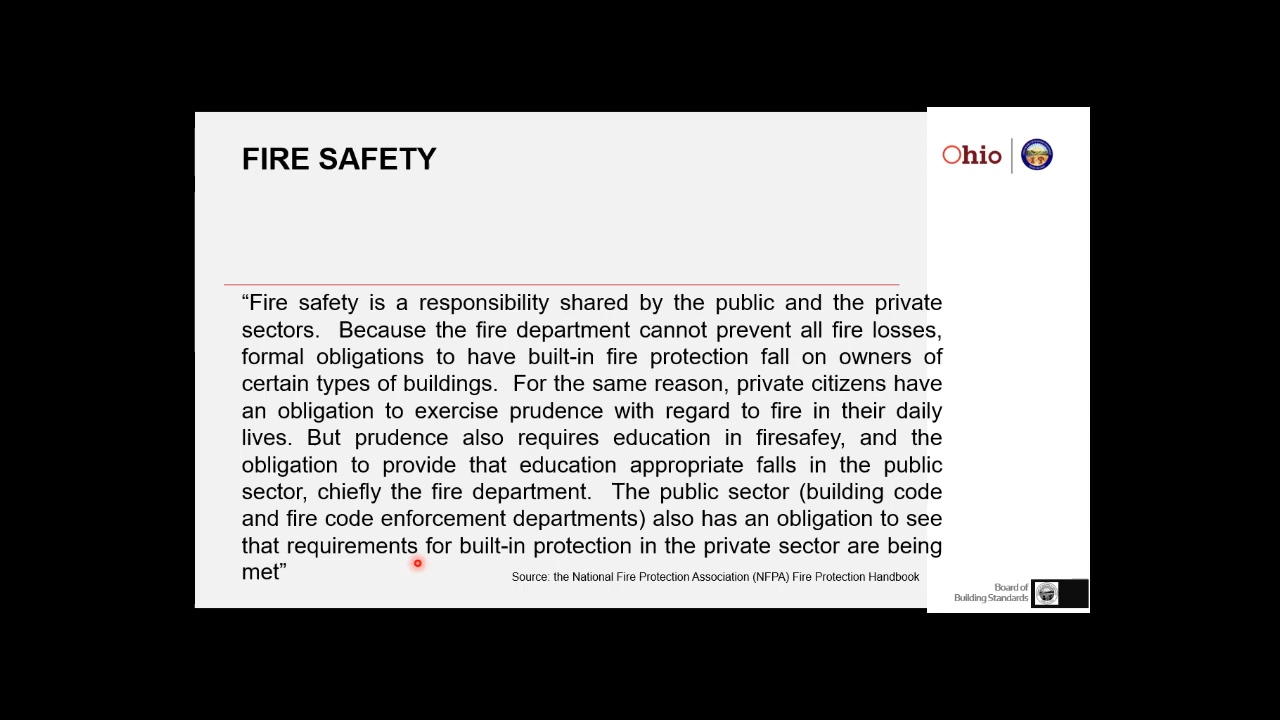 FIRE SAFETY
Ohio
“Fire safety is a responsibility shared by the public and the private
sectors. Because the fire department cannot prevent all fire losses,
formal obligations to have built-in fire protection fall on owners of
certain types of buildings. For the same reason, private citizens have
an obligation to exercise prudence with regard to fire in their daily
lives. But prudence also requires education in firesafey, and the
obligation to provide that education appropriate falls in the public
sector, chiefly the fire department. The public sector (building code
and fire code enforcement departments) also has an obligation to see
that requirements for built-in protection in the private sector are being
met”
Source: the National Fire Protection Association (NFPA) Fire Protection Handbook
Board of
Building Standards